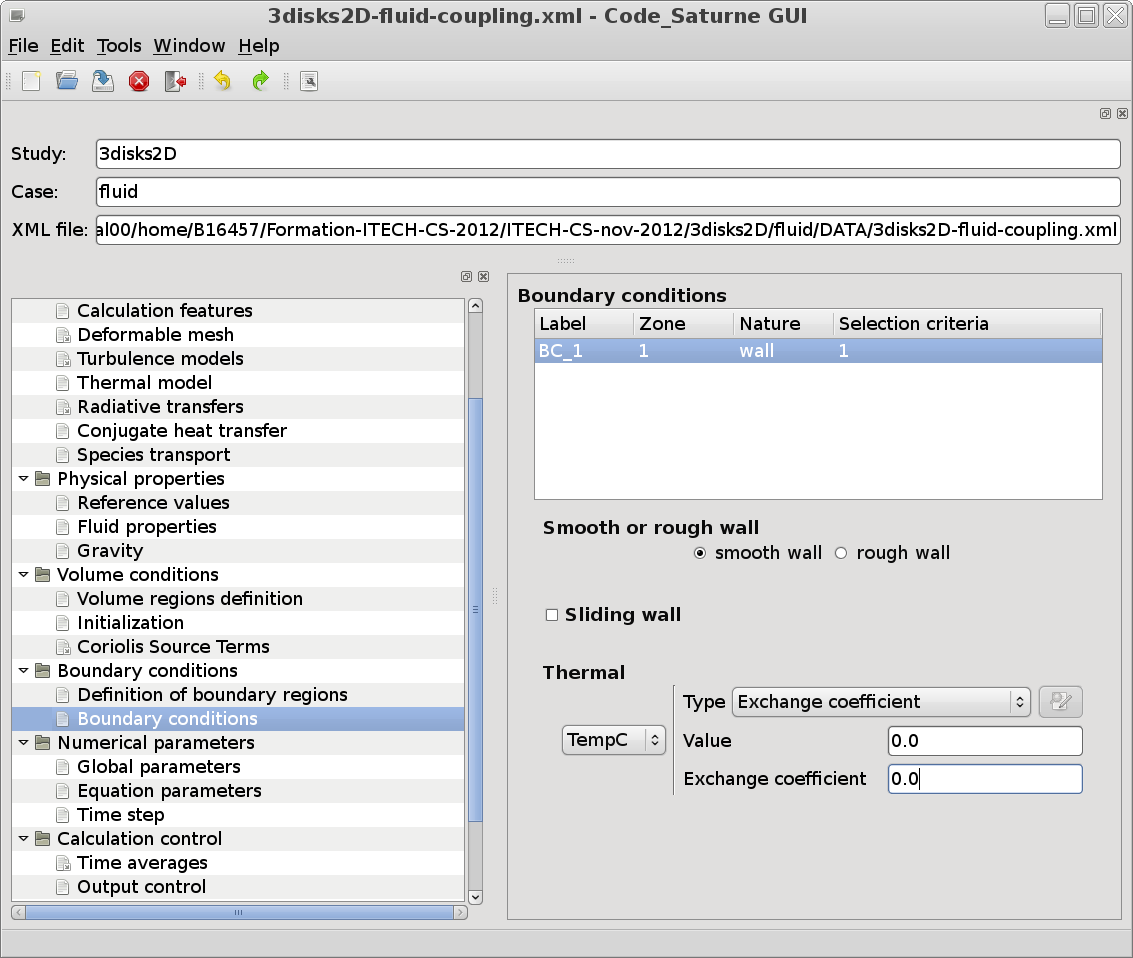 3disks2D-fluid-coupling.xml - Code_Saturne GUI
File Edit Tools Window Help
Study: 3disks2D
Case: fluid
XML file: al00/home/B16457/Formation-ITECH-CS-2012/ITECH-CS-nov-2012/3disks2D/fluid/DATA/3disks2D-fluid-coupling.xml
Calculation features
Deformable mesh
Turbulence models
Thermal model
Radiative transfers
Conjugate heat transfer
Species transport
Physical properties
Reference values
Fluid properties
Gravity
Volume conditions
Volume regions definition
Initialization
Coriolis Source Terms
Boundary conditions
Definition of boundary regions
Boundary conditions
Numerical parameters
Global parameters
Equation parameters
Time step
Calculation control
Time averages
Output control
Boundary conditions
Label Zone Nature Selection criteria
BC_1 1 wall 1
Smooth or rough wall
smooth wall rough wall
Sliding wall
Thermal
Type Exchange coefficient
TempC Value 0.0
Exchange coefficient 0.0